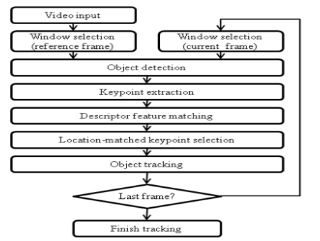 Video input
Window selection
(reference frame)
Window selection
(current frame)
Object detection
Keypoint extraction
Descriptor feature matching
Location-matched keypoint selection
Object tracking
Last frame?
Finish tracking